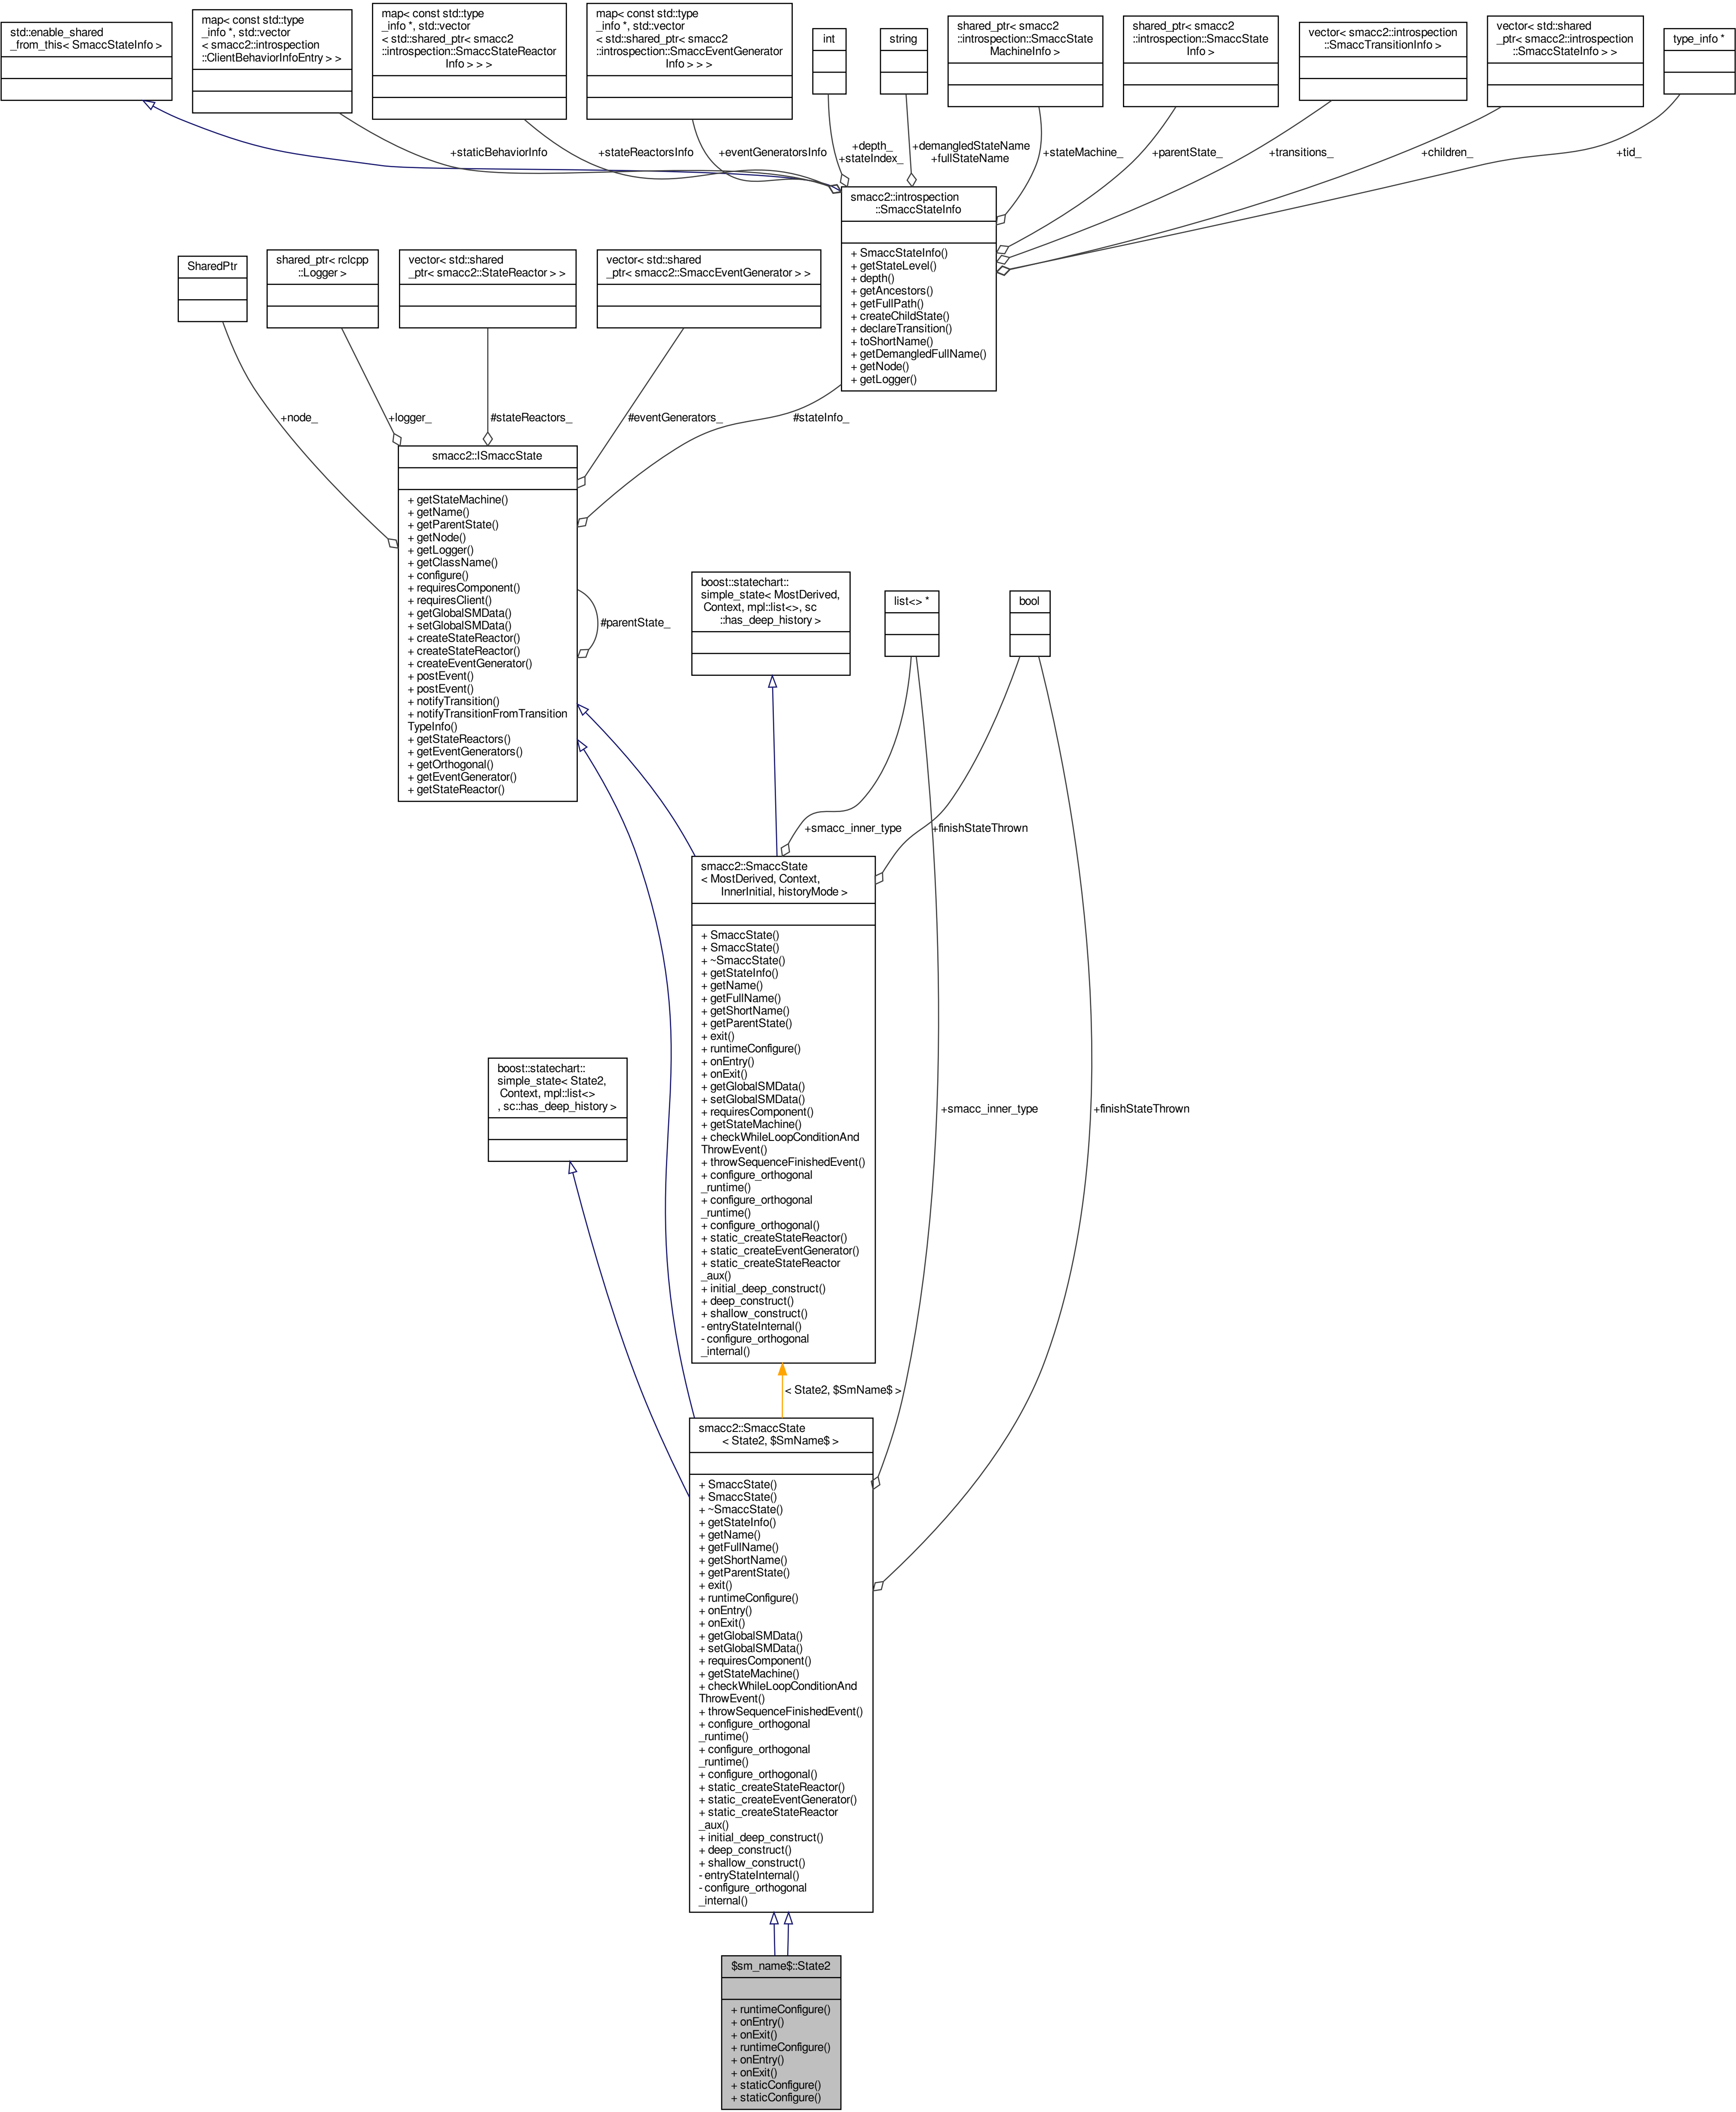 std::enable_shared
_from_this< SmaccStateInfo >
map< const std::type
_info *, std::vector
< smacc2::introspection
::ClientBehaviorInfoEntry > >
map< const std::type
_info *, std::vector
< std::shared_ptr< smacc2
::introspection::SmaccStateReactor
Info > > >
map< const std::type
_info *, std::vector
< std::shared_ptr< smacc2
::introspection::SmaccEventGenerator
Info > > >
int
string
shared_ptr< smacc2
::introspection::SmaccState
MachineInfo >
shared_ptr< smacc2
::introspection::SmaccState
Info >
vector< smacc2::introspection
::SmaccTransitionInfo >
vector< std::shared
_ptr< smacc2::introspection
::SmaccStateInfo > >
type_info *
+staticBehaviorInfo
+stateReactorsInfo
+eventGeneratorsInfo
+depth_
+stateIndex_
+demangledStateName
+fullStateName
+stateMachine_
+parentState_
+transitions_
+children_
+tid_
smacc2::introspection
::SmaccStateInfo
+ SmaccStateInfo()
+ getStateLevel()
+ depth()
+ getAncestors()
+ getFullPath()
+ createChildState()
+ declareTransition()
+ toShortName()
+ getDemangledFullName()
+ getNode()
+ getLogger()
SharedPtr
shared_ptr< rclcpp
::Logger >
vector< std::shared
_ptr< smacc2::StateReactor > >
vector< std::shared
_ptr< smacc2::SmaccEventGenerator > >
+node_
+logger_
#stateReactors_
#eventGenerators_
#stateInfo_
smacc2::ISmaccState
+ getStateMachine()
+ getName()
+ getParentState()
+ getNode()
+ getLogger()
+ getClassName()
+ configure()
+ requiresComponent()
+ requiresClient()
+ getGlobalSMData()
+ setGlobalSMData()
+ createStateReactor()
+ createStateReactor()
+ createEventGenerator()
+ postEvent()
+ postEvent()
+ notifyTransition()
+ notifyTransitionFromTransition
TypeInfo()
+ getStateReactors()
+ getEventGenerators()
+ getOrthogonal()
+ getEventGenerator()
+ getStateReactor()
#parentState_
boost::statechart::
simple_state< MostDerived,
Context, mpl::list<>, sc
::has_deep_history >
list<> *
bool
+smacc_inner_type
+finishStateThrown
smacc2::SmaccState
< MostDerived, Context,
InnerInitial, historyMode >
+ SmaccState()
+ SmaccState()
+ ~SmaccState()
+ getStateInfo()
+ getName()
+ getFullName()
+ getShortName()
+ getParentState()
+ exit()
+ runtimeConfigure()
+ onEntry()
+ onExit()
+ getGlobalSMData()
+ setGlobalSMData()
+ requiresComponent()
+ getStateMachine()
+ checkWhileLoopConditionAnd
ThrowEvent()
+ throwSequenceFinishedEvent()
+ configure_orthogonal
_runtime()
+ configure_orthogonal
_runtime()
+ configure_orthogonal()
+ static_createStateReactor()
+ static_createEventGenerator()
+ static_createStateReactor
_aux()
+ initial_deep_construct()
+ deep_construct()
+ shallow_construct()
- entryStateInternal()
- configure_orthogonal
_internal()
boost::statechart::
simple_state< State2,
Context, mpl::list<>
, sc::has_deep_history >
+smacc_inner_type
+finishStateThrown
< State2, $SmName$ >
smacc2::SmaccState
< State2, $SmName$ >
+ SmaccState()
+ SmaccState()
+ ~SmaccState()
+ getStateInfo()
+ getName()
+ getFullName()
+ getShortName()
+ getParentState()
+ exit()
+ runtimeConfigure()
+ onEntry()
+ onExit()
+ getGlobalSMData()
+ setGlobalSMData()
+ requiresComponent()
+ getStateMachine()
+ checkWhileLoopConditionAnd
ThrowEvent()
+ throwSequenceFinishedEvent()
+ configure_orthogonal
_runtime()
+ configure_orthogonal
_runtime()
+ configure_orthogonal()
+ static_createStateReactor()
+ static_createEventGenerator()
+ static_createStateReactor
_aux()
+ initial_deep_construct()
+ deep_construct()
+ shallow_construct()
- entryStateInternal()
- configure_orthogonal
_internal()
$sm_name$::State2
+ runtimeConfigure()
+ onEntry()
+ onExit()
+ runtimeConfigure()
+ onEntry()
+ onExit()
+ staticConfigure()
+ staticConfigure()